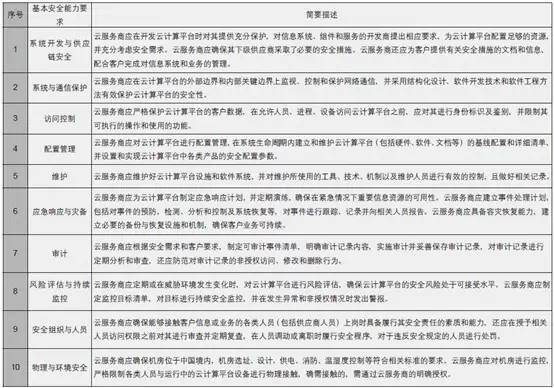 序号 基本安全能力要求 简要描述
1 系统开发与供应链安全 云服务商应在开发云计算平台时对其提供充分保护，对信息系统、组件和服务的开发商提出相应要求，为云计算平台配置足够的资源，
并充分考虑安全需求。云服务商应确保其下级供应商采取了必要的安全措施。云服务商还应为客户提供有关安全措施的文档和信息，
配合客户完成对信息系统和业务的管理。
2 系统与通信保护 云服务商应在云计算平台的外部边界和内部关键边界上监视、控制和保护网络通信，并采用结构化设计、软件开发技术和软件工程方
法有效保护云计算平台的安全性。
3 访问控制 云服务商应严格保护云计算平台的客户数据，在允许人员、进程、设备访问云计算平台之前，应对其进行身份标识及鉴别，并限制其
可执行的操作和使用的功能。
4 配置管理 云服务商应对云计算平台进行配置管理，在系统生命周期内建立和维护云计算平台（包括硬件、软件、文档等）的基线配置和详细清单，
并设置和实现云计算平台中各类产品的安全配置参数。
5 维护 云服务商应维护好云计算平台设施和软件系统，并对维护所使用的工具、技术、机制以及维护人员进行有效的控制，且做好相关记录。
6 应急响应与灾备 云服务商应为云计算平台制定应急响应计划，并定期演练，确保在紧急情况下重要信息资源的可用性。云服务商应建立事件处理计划，
包括对事件的预防、检测、分析和控制及系统恢复等，对事件进行跟踪、记录并向相关人员报告。云服务商应具备容灾恢复能力，建
立必要的备份与恢复设施和机制，确保客户业务可持续。
7 审计 云服务商应根据安全需求和客户要求，制定可审计事件清单，明确审计记录内容，实施审计并妥善保存审计记录，对审计记录进行
定期分析和审查，还应防范对审计记录的非授权访问、修改和删除行为。
8 风险评估与持续监控 云服务商应定期或在威胁环境发生变化时，对云计算平台进行风险评估，确保云计算平台的安全风险处于可接受水平。云服务商应制
定监控目标清单，对目标进行持续安全监控，并在发生异常和非授权情况时发出警报。
9 安全组织与人员 云服务商应确保能够接触客户信息或业务的各类人员（包括供应商人员）上岗时具备履行其安全责任的素质和能力，还应在授予相关
人员访问权限之前对其进行审查并定期复查，在人员调动或离职时履行安全程序，对于违反安全规定的人员进行处罚。
10 物理与环境安全 云服务商应确保机房位于中国境内，机房选址、设计、供电、消防、温湿度控制等符合相关标准的要求。云服务商应对机房进行监控，
严格限制各类人员与运行中的云计算平台设备进行物理接触，确需接触的，需通过云服务商的明确授权。